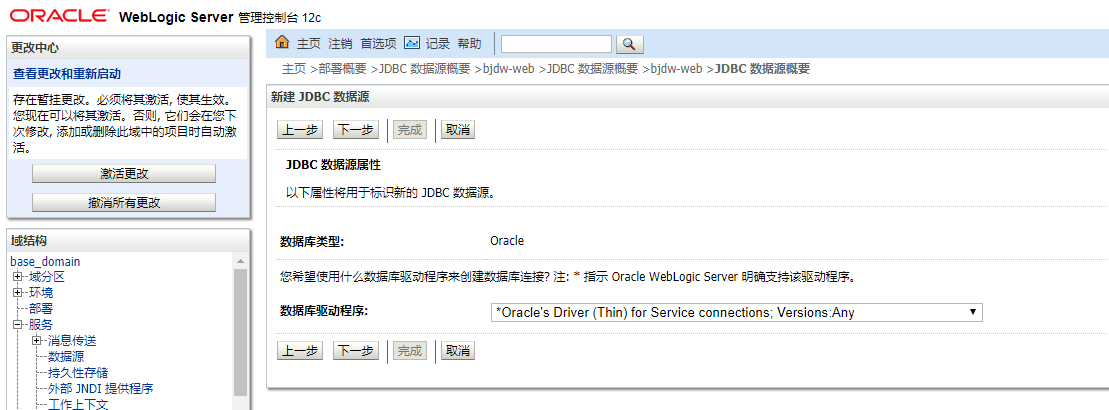 ORACLE WebLogic Server 管理控制台 12c
更改中心
查看更改和重新启动
存在暂挂更改。必须将其激活, 使其生效。
您现在可以将其激活。否则, 它们会在您下
次修改, 添加或删除此域中的项目时自动激
活。
激活更改
撤消所有更改
域结构
base_domain
域分区
环境
部署
服务
消息传送
数据源
持久性存储
外部 JNDI 提供程序
工作上下文
主页 注销 首选项 记录 帮助
主页 >部署概要 >JDBC 数据源概要 >bjdw-web >JDBC 数据源概要 >bjdw-web >JDBC 数据源概要
新建 JDBC 数据源
上一步 下一步 完成 取消
JDBC 数据源属性
以下属性将用于标识新的 JDBC 数据源。
数据库类型: Oracle
您希望使用什么数据库驱动程序来创建数据库连接? 注: * 指示 Oracle WebLogic Server 明确支持该驱动程序。
数据库驱动程序: *Oracle's Driver (Thin) for Service connections; Versions:Any
上一步 下一步 完成 取消